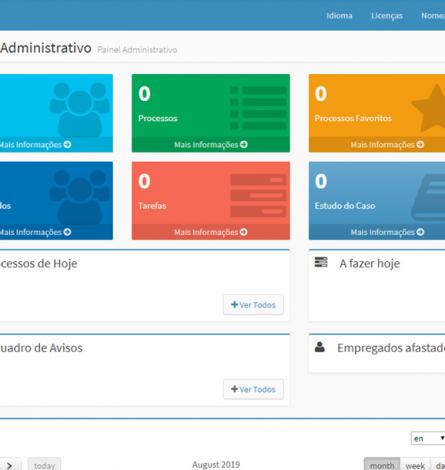 Idioma Licenças Nomea
Administrativo Painel Administrativo
0 0
Processos Processos Favoritos
Mais Informações Mais Informações Mais Informações
0 0
dos Tarefas Estudo do Caso
Mais Informações Mais Informações Mais Informações
cessos de Hoje A fazer hoje
Ver Todos
uadro de Avisos Empregados afastado
Ver Todos
en
today August 2019 month week da